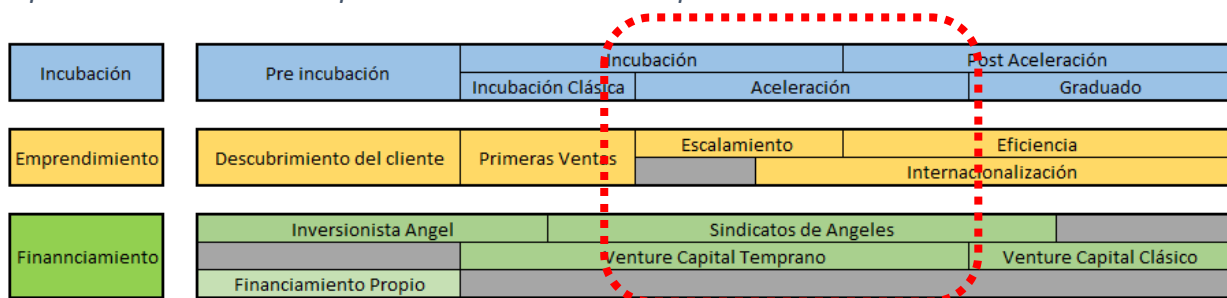 Incubación
Pre incubación
Incubación
Post Aceleración
Incubación Clásica
Aceleración
Graduado
Emprendimiento
Descubrimiento del cliente
Primeras Ventas
Escalamiento
Eficiencia
Internacionalización
Finannciamiento
Inversionista Angel
Sindicatos de Angeles
Venture Capital Temprano
Venture Capital Clásico
Financiamiento Propio